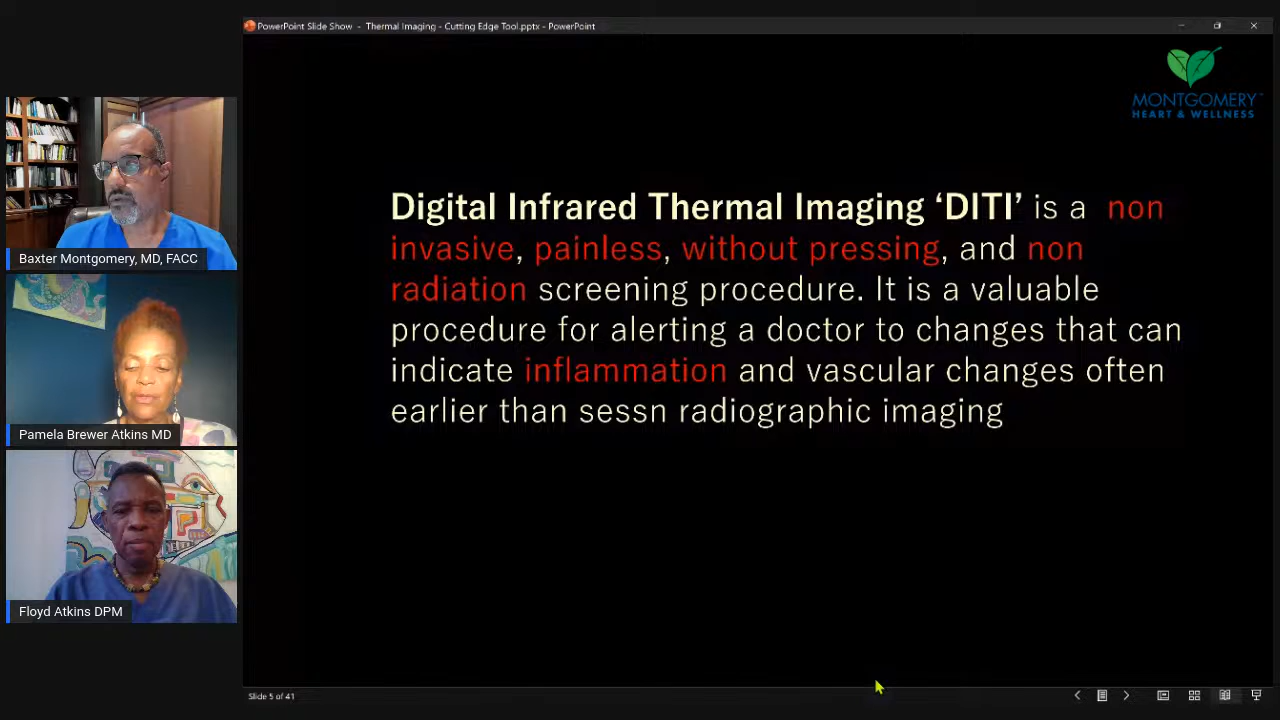 PowerPoint Slide Show - Thermal Imaging - Cutting Edge Tool.pptx - PowerPoint
MONTGOMERY™
HEART & WELLNESS
Digital Infrared Thermal Imaging ‘DITI’ is a non
invasive, painless, without pressing, and non
radiation screening procedure. It is a valuable
procedure for alerting a doctor to changes that can
indicate inflammation and vascular changes often
earlier than sessn radiographic imaging
Baxter Montgomery, MD, FACC
Pamela Brewer Atkins MD
Floyd Atkins DPM
Slide 5 of 41